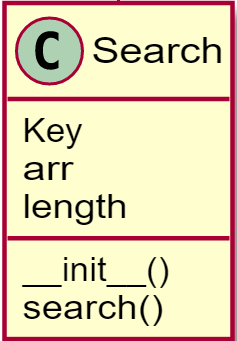 C Search
Key
arr
length
__init__()
search()